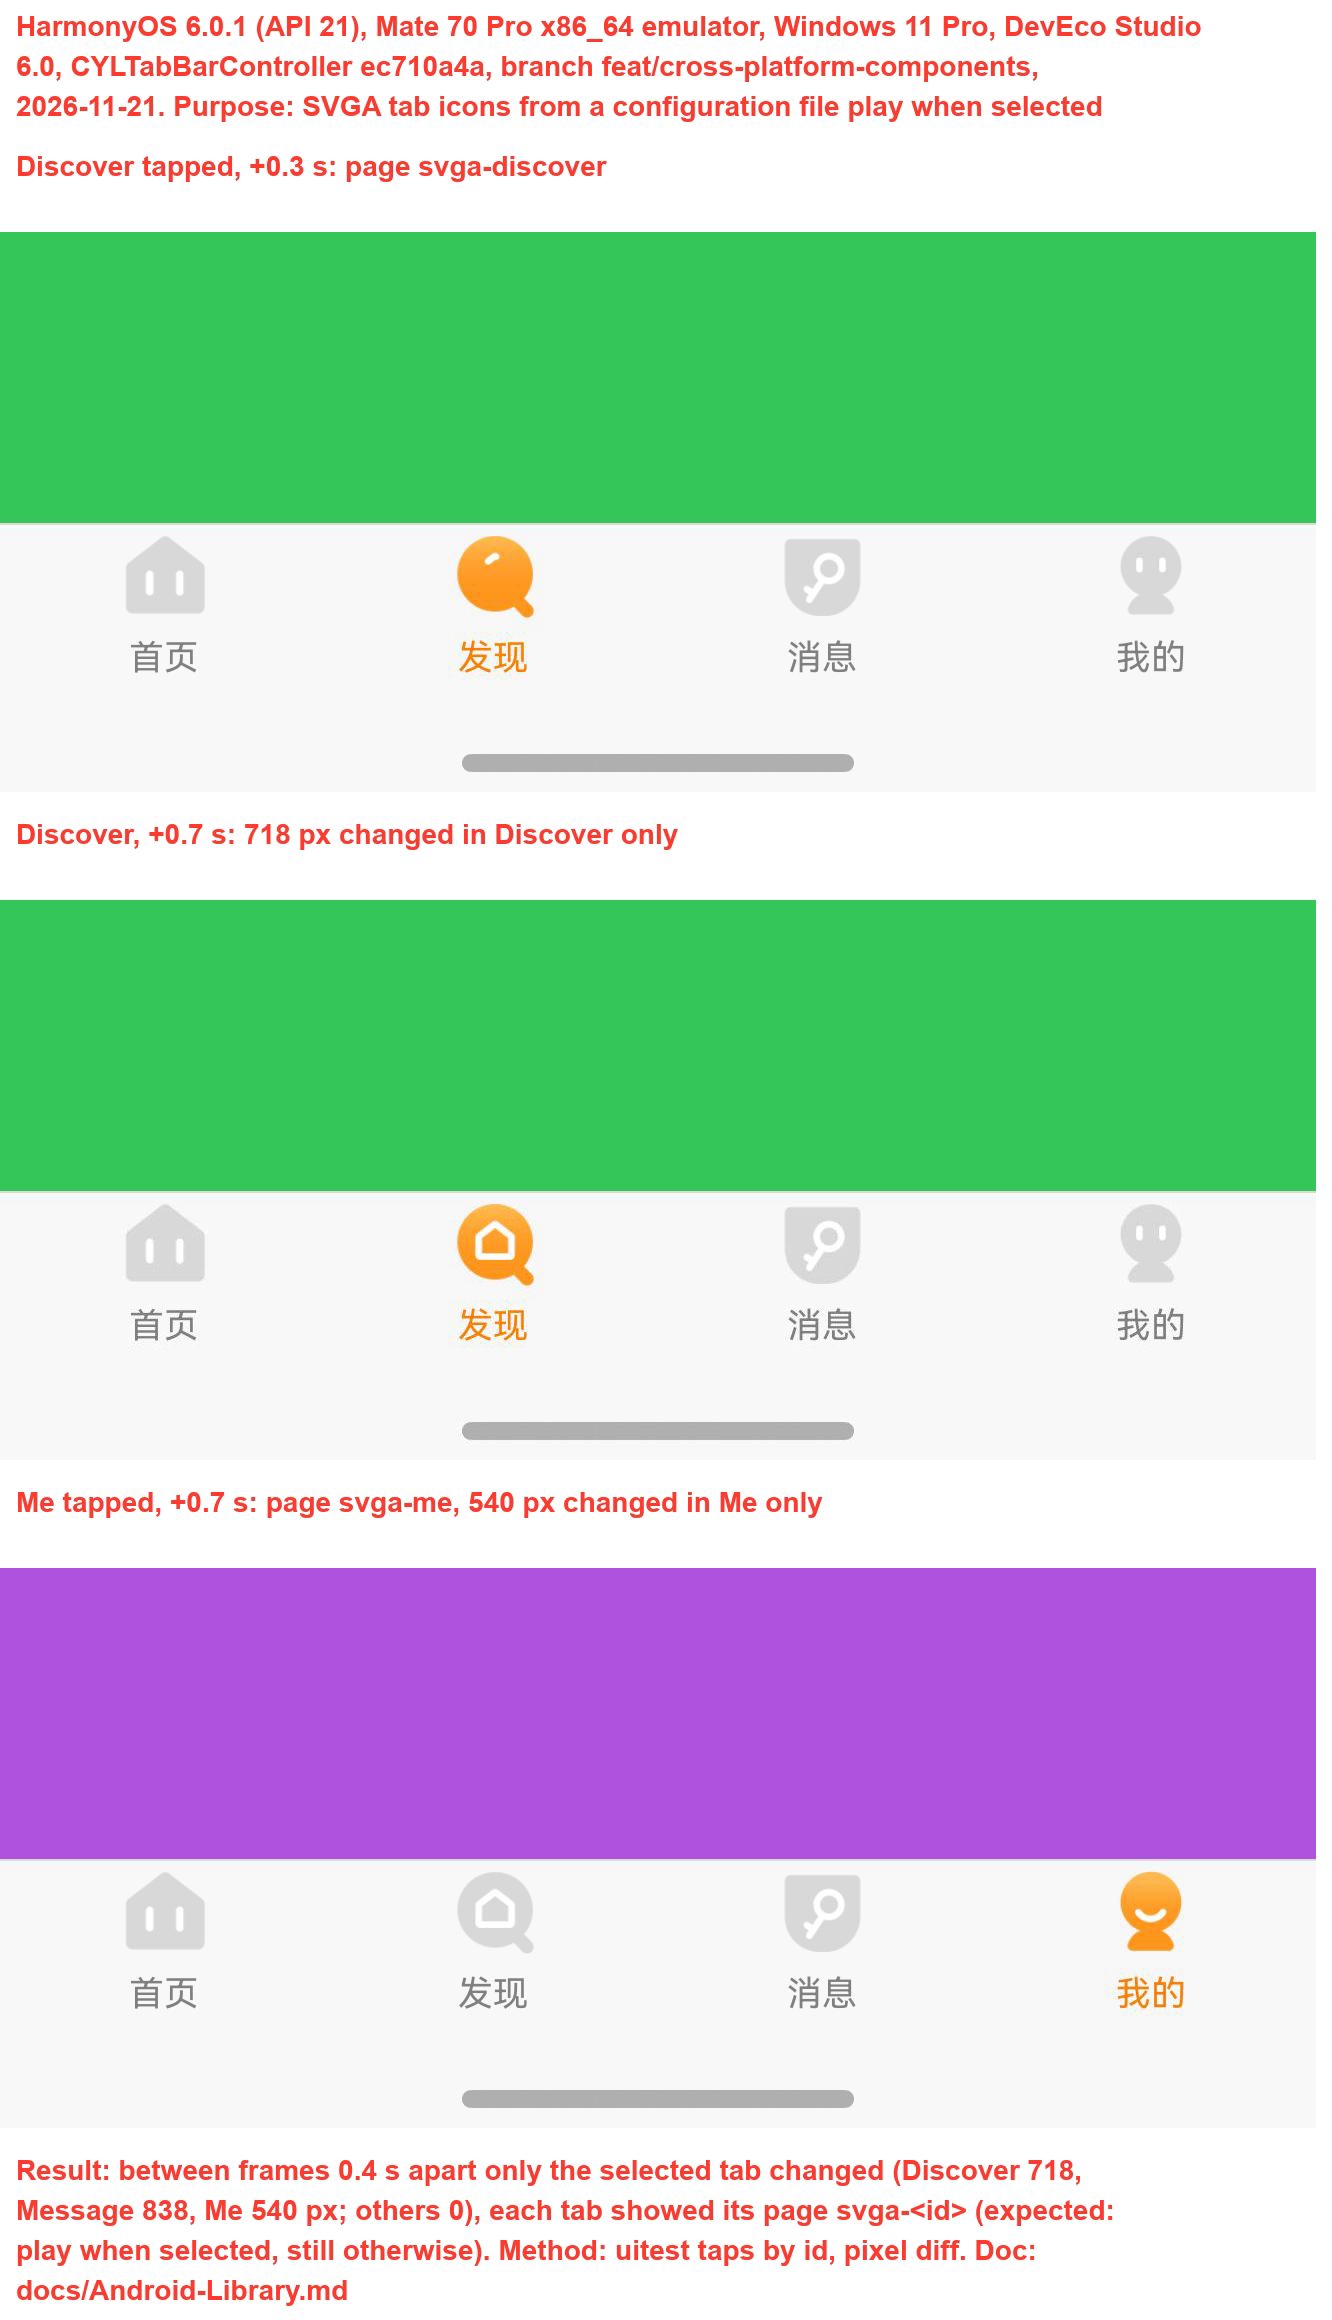 HarmonyOS 6.0.1 (API 21), Mate 70 Pro x86_64 emulator, Windows 11 Pro, DevEco Studio
6.0, CYLTabBarController ec710a4a, branch feat/cross-platform-components,
2026-11-21. Purpose: SVGA tab icons from a configuration file play when selected
Discover tapped, +0.3 s: page svga-discover
首页 发现 消息 我的
Discover, +0.7 s: 718 px changed in Discover only
首页 发现 消息 我的
Me tapped, +0.7 s: page svga-me, 540 px changed in Me only
首页 发现 消息 我的
Result: between frames 0.4 s apart only the selected tab changed (Discover 718,
Message 838, Me 540 px; others 0), each tab showed its page svga-<id> (expected:
play when selected, still otherwise). Method: uitest taps by id, pixel diff. Doc:
docs/Android-Library.md